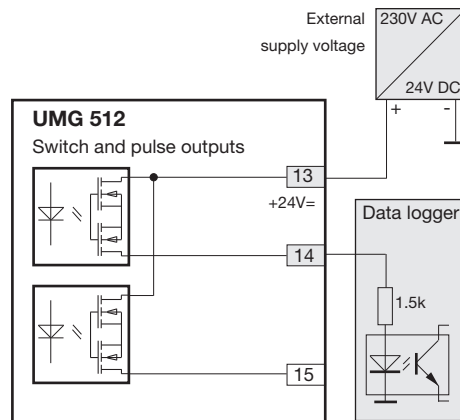 External
supply voltage
230V AC
24V DC
+ -
UMG 512
Switch and pulse outputs
13
+24V=
Data logger
14
1.5k
15